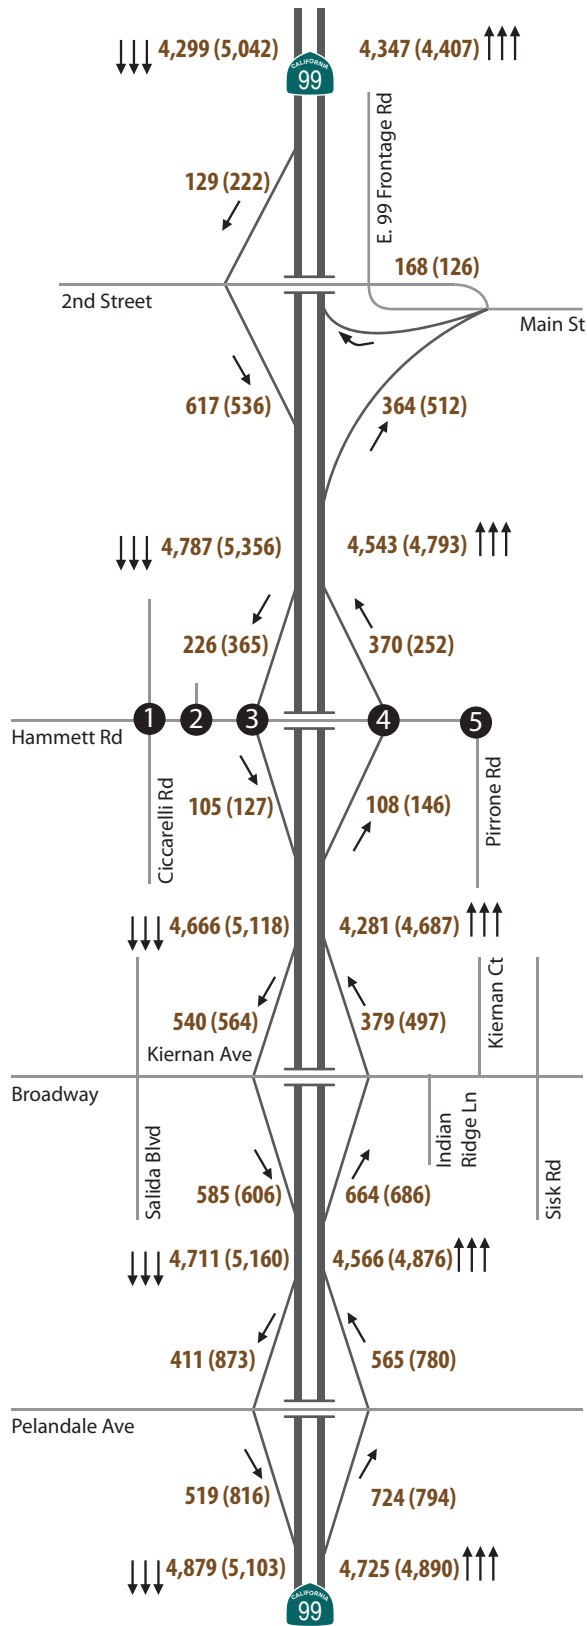 4,299 (5,042)
4,347 (4,407)
CALIFORNIA
99
E. 99 Frontage Rd
129 (222)
168 (126)
2nd Street
Main St
617 (536)
364 (512)
4,787 (5,356)
4,543 (4,793)
226 (365)
370 (252)
1
2
3
4
5
Hammett Rd
Ciccarelli Rd
105 (127)
108 (146)
Pirrone Rd
4,666 (5,118)
4,281 (4,687)
540 (564)
379 (497)
Kiernan Ct
Kiernan Ave
Broadway
Salida Blvd
Indian
Ridge Ln
Sisk Rd
585 (606)
664 (686)
4,711 (5,160)
4,566 (4,876)
411 (873)
565 (780)
Pelandale Ave
519 (816)
724 (794)
4,879 (5,103)
4,725 (4,890)
CALIFORNIA
99